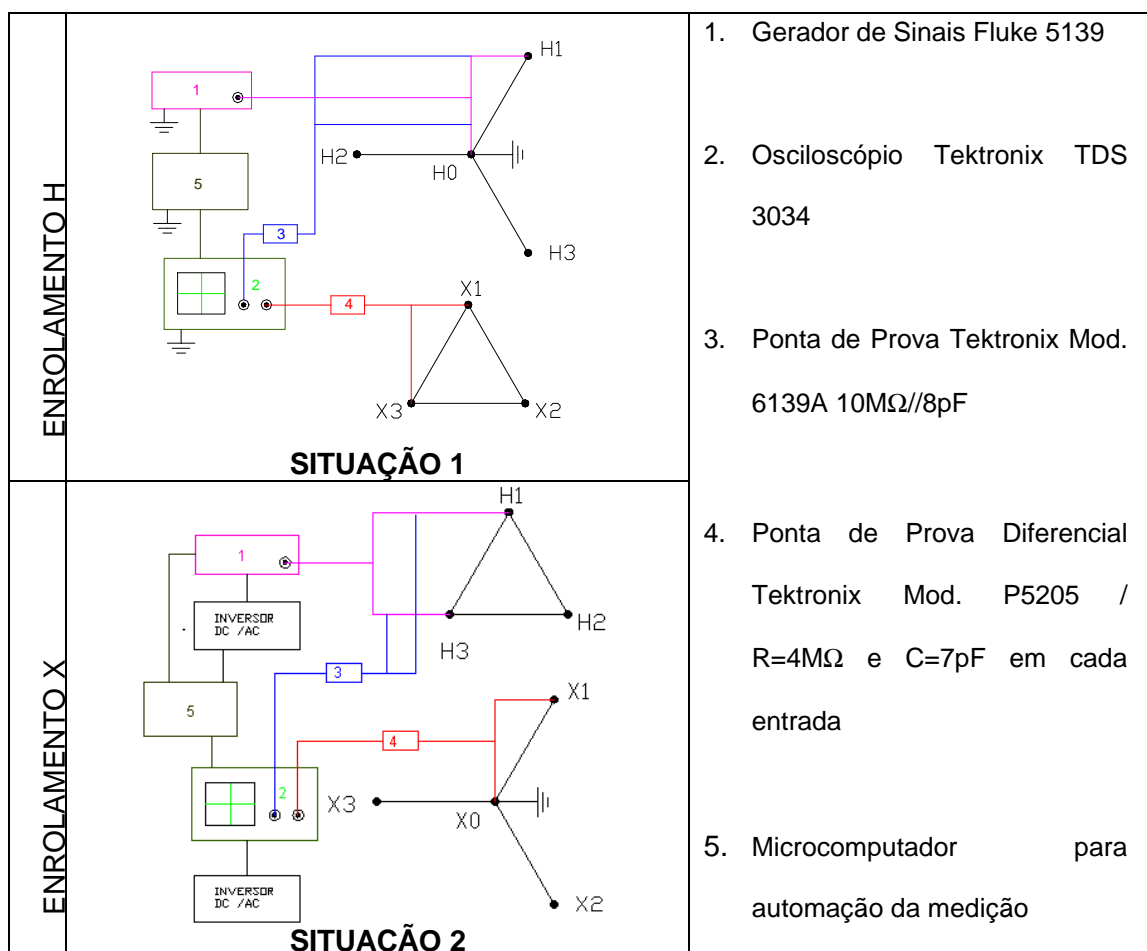 ENROLAMENTO H
1
H1
H2
H0
5
3
H3
2
4
X1
X3
X2
SITUAÇÃO 1
ENROLAMENTO X
H1
1
INVERSOR
DC /AC
H2
H3
3
5
X1
4
2
X3
X0
INVERSOR
DC /AC
X2
SITUAÇÃO 2
1. Gerador de Sinais Fluke 5139
2. Osciloscópio Tektronix TDS
3034
3. Ponta de Prova Tektronix Mod.
6139A 10MΩ//8pF
4. Ponta de Prova Diferencial
Tektronix Mod. P5205 /
R=4MΩ e C=7pF em cada
entrada
5. Microcomputador para
automação da medição